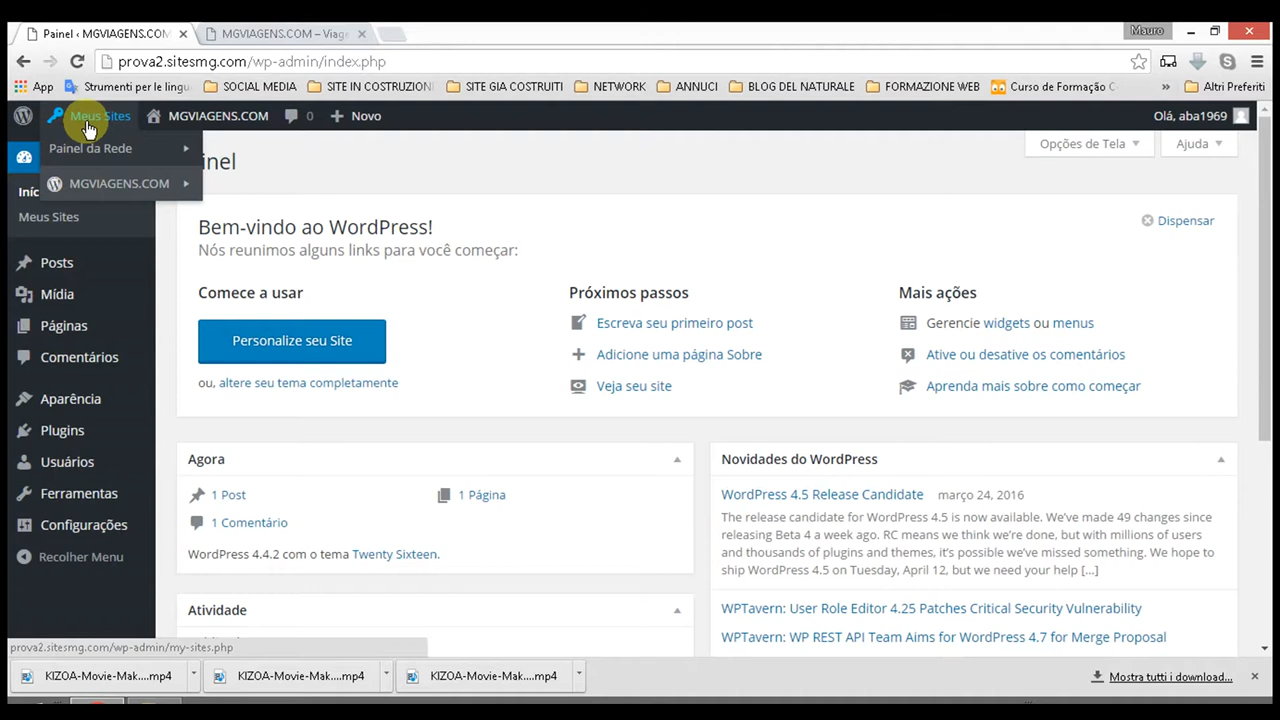 Painel ‹ MGVIAGENS.COM
MGVIAGENS.COM – Viag
Mauro
prova2.sitesmg.com/wp-admin/index.php
App
Strumenti per le lingu
SOCIAL MEDIA
SITE IN COSTRUZION
SITE GIA COSTRUITI
NETWORK
ANNUCI
BLOG DEL NATURALE
FORMAZIONE WEB
Curso de Formação C
»
Altri Preferiti
Meus Sites
MGVIAGENS.COM
0
Novo
Olá, aba1969
Painel da Rede
MGVIAGENS.COM
inel
Opções de Tela
Ajuda
Iníc
Meus Sites
Posts
Mídia
Páginas
Comentários
Aparência
Plugins
Usuários
Ferramentas
Configurações
Recolher Menu
Bem-vindo ao WordPress!
Dispensar
Nós reunimos alguns links para você começar:
Comece a usar
Personalize seu Site
ou, altere seu tema completamente
Próximos passos
Escreva seu primeiro post
Adicione uma página Sobre
Veja seu site
Mais ações
Gerencie widgets ou menus
Ative ou desative os comentários
Aprenda mais sobre como começar
Agora
1 Post
1 Página
1 Comentário
WordPress 4.4.2 com o tema Twenty Sixteen.
Atividade
Novidades do WordPress
WordPress 4.5 Release Candidate março 24, 2016
The release candidate for WordPress 4.5 is now available. We've made 49 changes since
releasing Beta 4 a week ago. RC means we think we're done, but with millions of users
and thousands of plugins and themes, it's possible we've missed something. We hope to
ship WordPress 4.5 on Tuesday, April 12, but we need your help [...]
WPTavern: User Role Editor 4.25 Patches Critical Security Vulnerability
WPTavern: WP REST API Team Aims for WordPress 4.7 for Merge Proposal
prova2.sitesmg.com/wp-admin/my-sites.php
KIZOA-Movie-Mak....mp4
KIZOA-Movie-Mak....mp4
KIZOA-Movie-Mak....mp4
Mostra tutti i download...